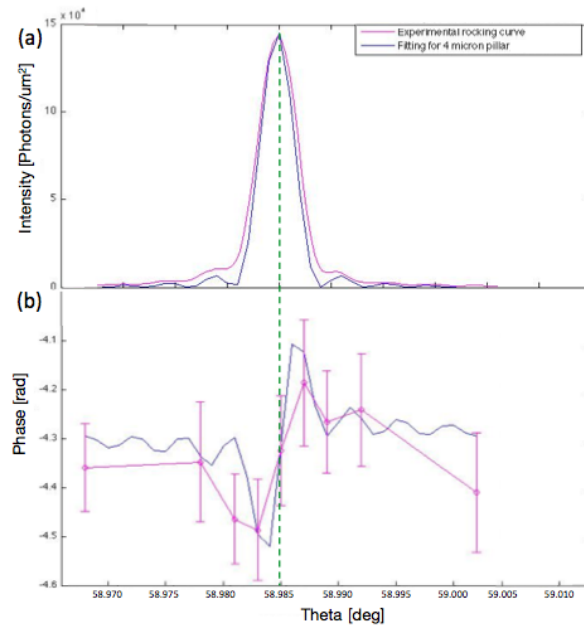 (a)
15 x 10⁴
Experimental rocking curve
Fitting for 4 micron pillar
10
5
0
Intensity [Photons/um²]
(b)
-4.1
-4.2
-4.3
-4.4
-4.5
-4.6
Phase [rad]
58.970 58.975 58.980 58.985 58.990 58.995 59.000 59.005 59.010
Theta [deg]